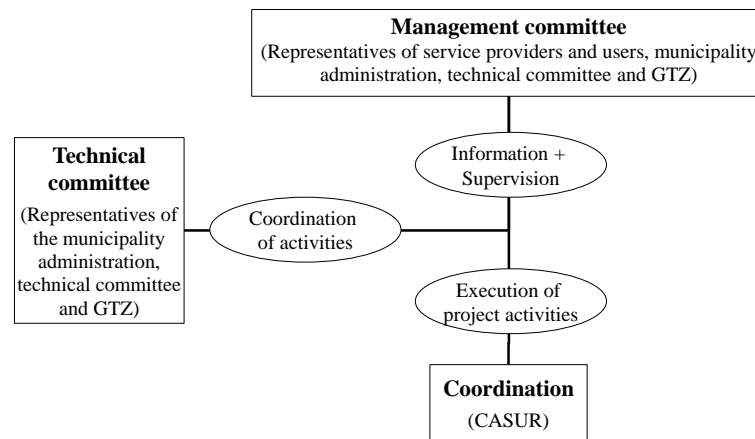 Management committee
(Representatives of service providers and users, municipality
administration, technical committee and GTZ)
Information +
Supervision
Technical
committee
(Representatives of
the municipality
administration,
technical committee
and GTZ)
Coordination
of activities
Execution of
project activities
Coordination
(CASUR)